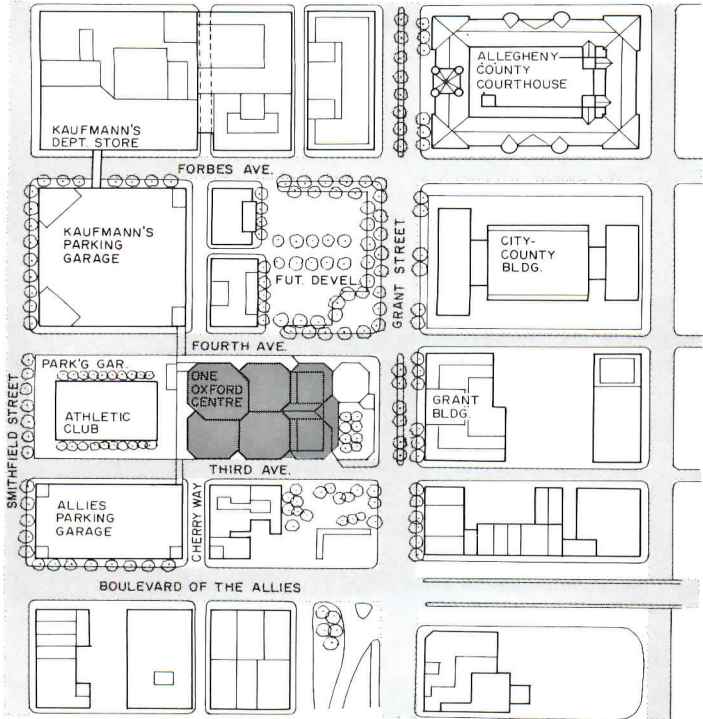 ALLEGHENY
COUNTY
COURTHOUSE
KAUFMANN'S
DEPT. STORE
FORBES AVE.
KAUFMANN'S
PARKING
GARAGE
FUT. DEVEL.
GRANT STREET
CITY-
COUNTY
BLDG.
FOURTH AVE.
PARK'G GAR.
ATHLETIC
CLUB
ONE
OXFORD
CENTRE
GRANT
BLDG.
SMITHFIELD STREET
THIRD AVE.
ALLIES
PARKING
GARAGE
CHERRY WAY
BOULEVARD OF THE ALLIES